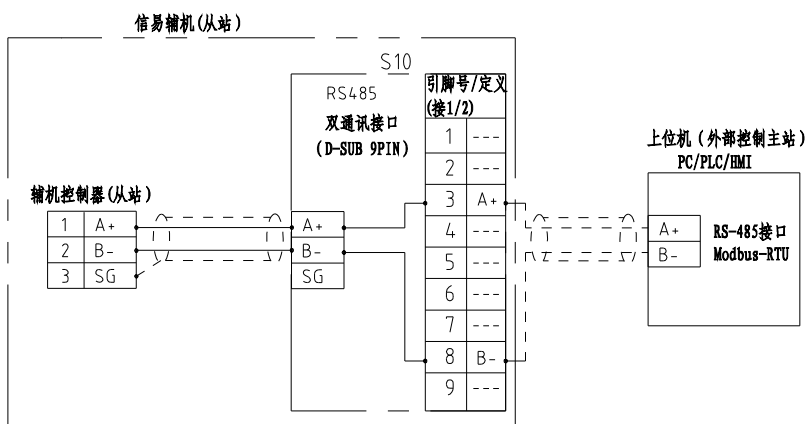 信易辅机(从站)
S10
RS485
双通讯接口
(D-SUB 9PIN)
引脚号/定义
(接1/2)
1 ---
2 ---
3 A+
4 ---
5 ---
6 ---
7 ---
8 B-
9 ---
辅机控制器(从站)
1 A+
2 B-
3 SG
A+
B-
SG
上位机(外部控制主站)
PC/PLC/HMI
A+
B-
RS-485接口
Modbus-RTU